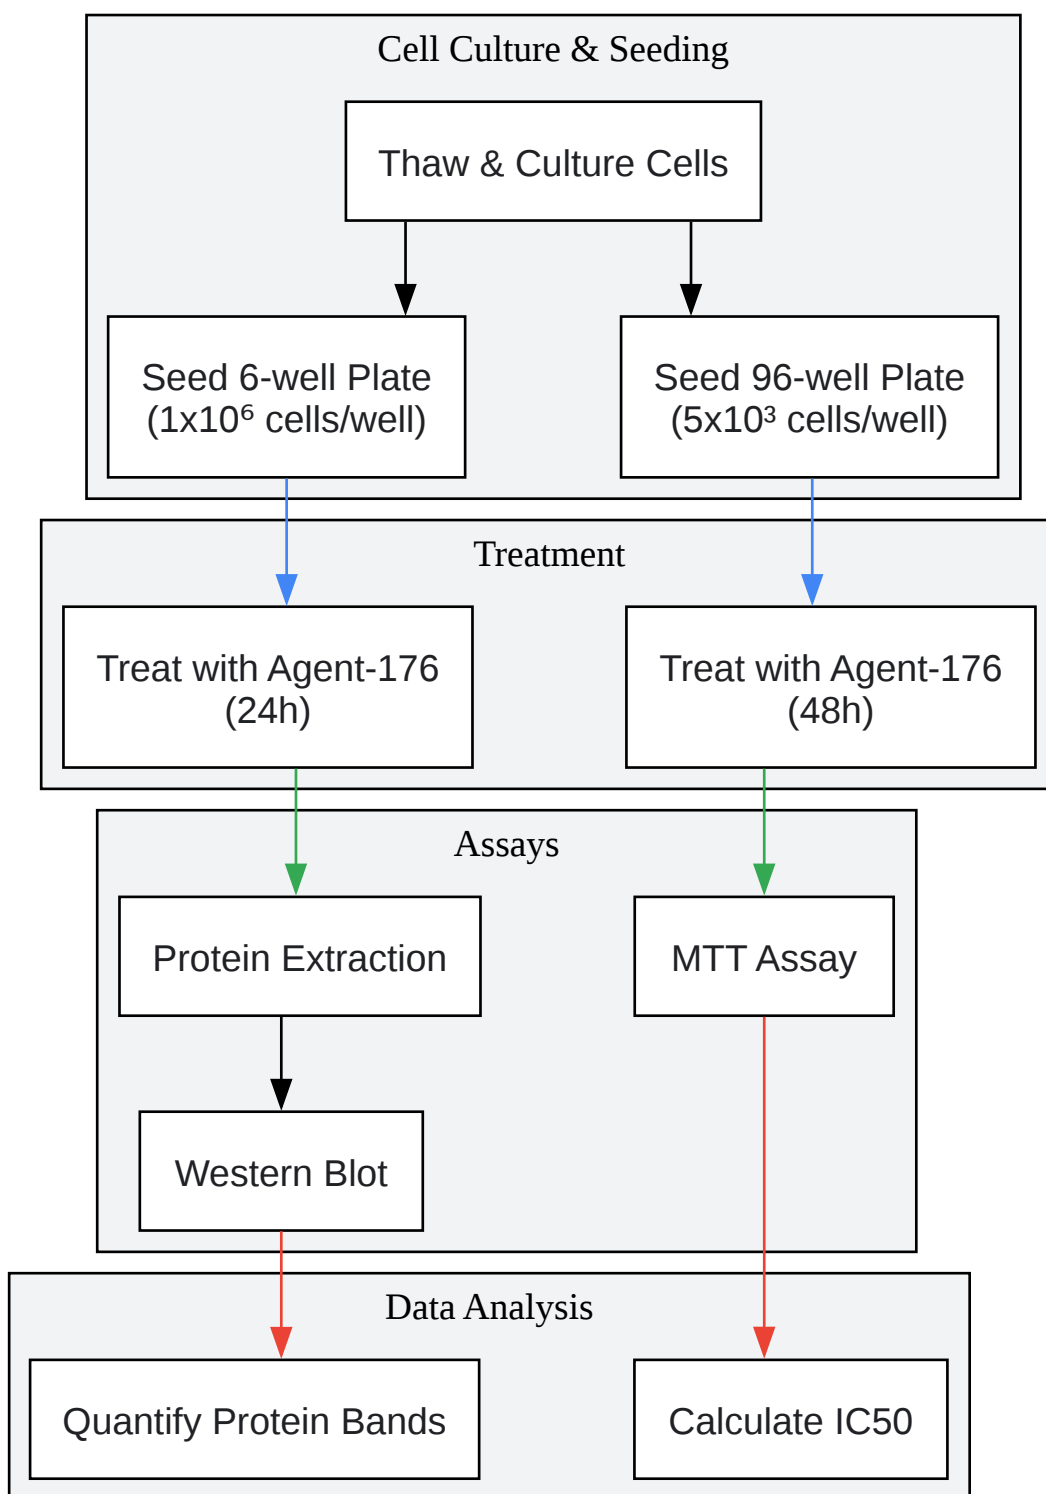 Cell Culture & Seeding
Thaw & Culture Cells
Seed 6-well Plate
(1x10⁶ cells/well)
Seed 96-well Plate
(5x10³ cells/well)
Treatment
Treat with Agent-176
(24h)
Treat with Agent-176
(48h)
Assays
Protein Extraction
MTT Assay
Western Blot
Data Analysis
Quantify Protein Bands
Calculate IC50